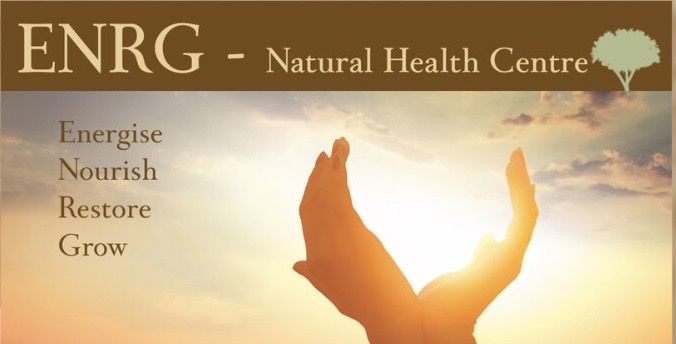 ENRG - Natural Health Centre
Energise
Nourish
Restore
Grow